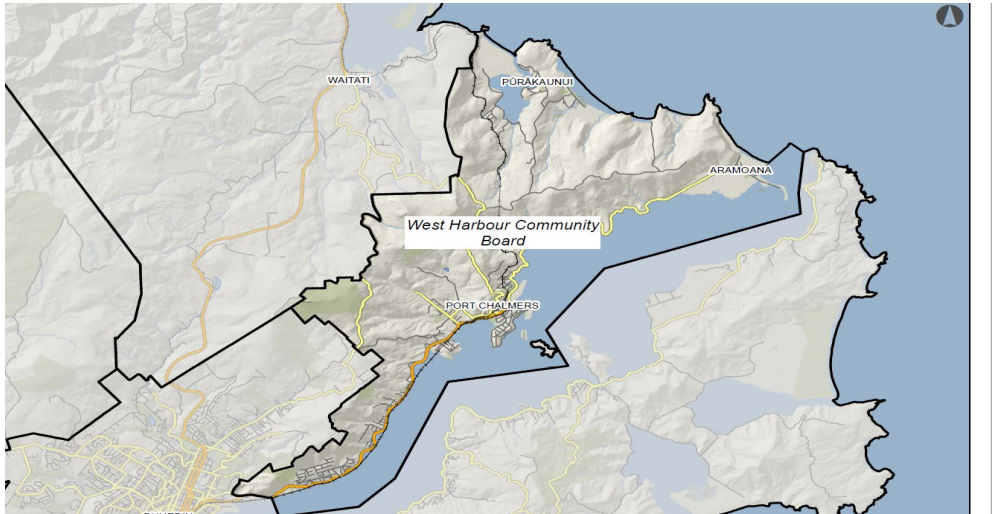 WAITATI
PŪRĀKAUNUI
ARAMOANA
West Harbour Community
Board
PORT CHALMERS